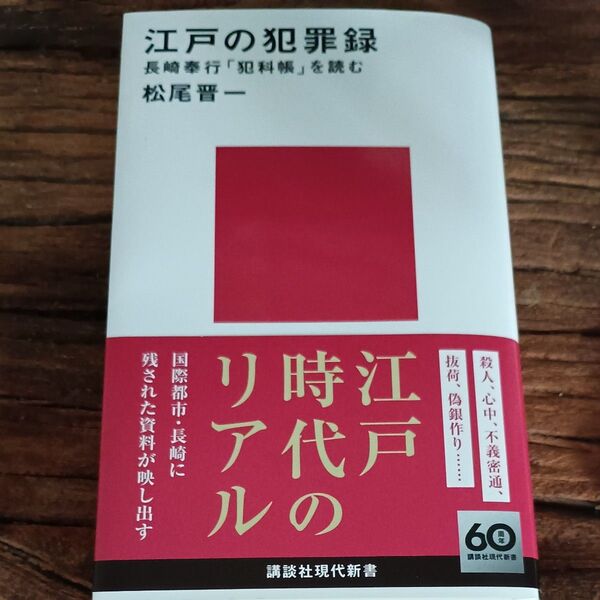 江戸の犯罪録
長崎奉行「犯科帳」を読む
松尾晋一
殺人、心中、不義密通、
抜荷、偽銀作り……
江戸
時代の
リアル
国際都市・長崎に
残された資料が映し出す
60周年
講談社現代新書
講談社現代新書